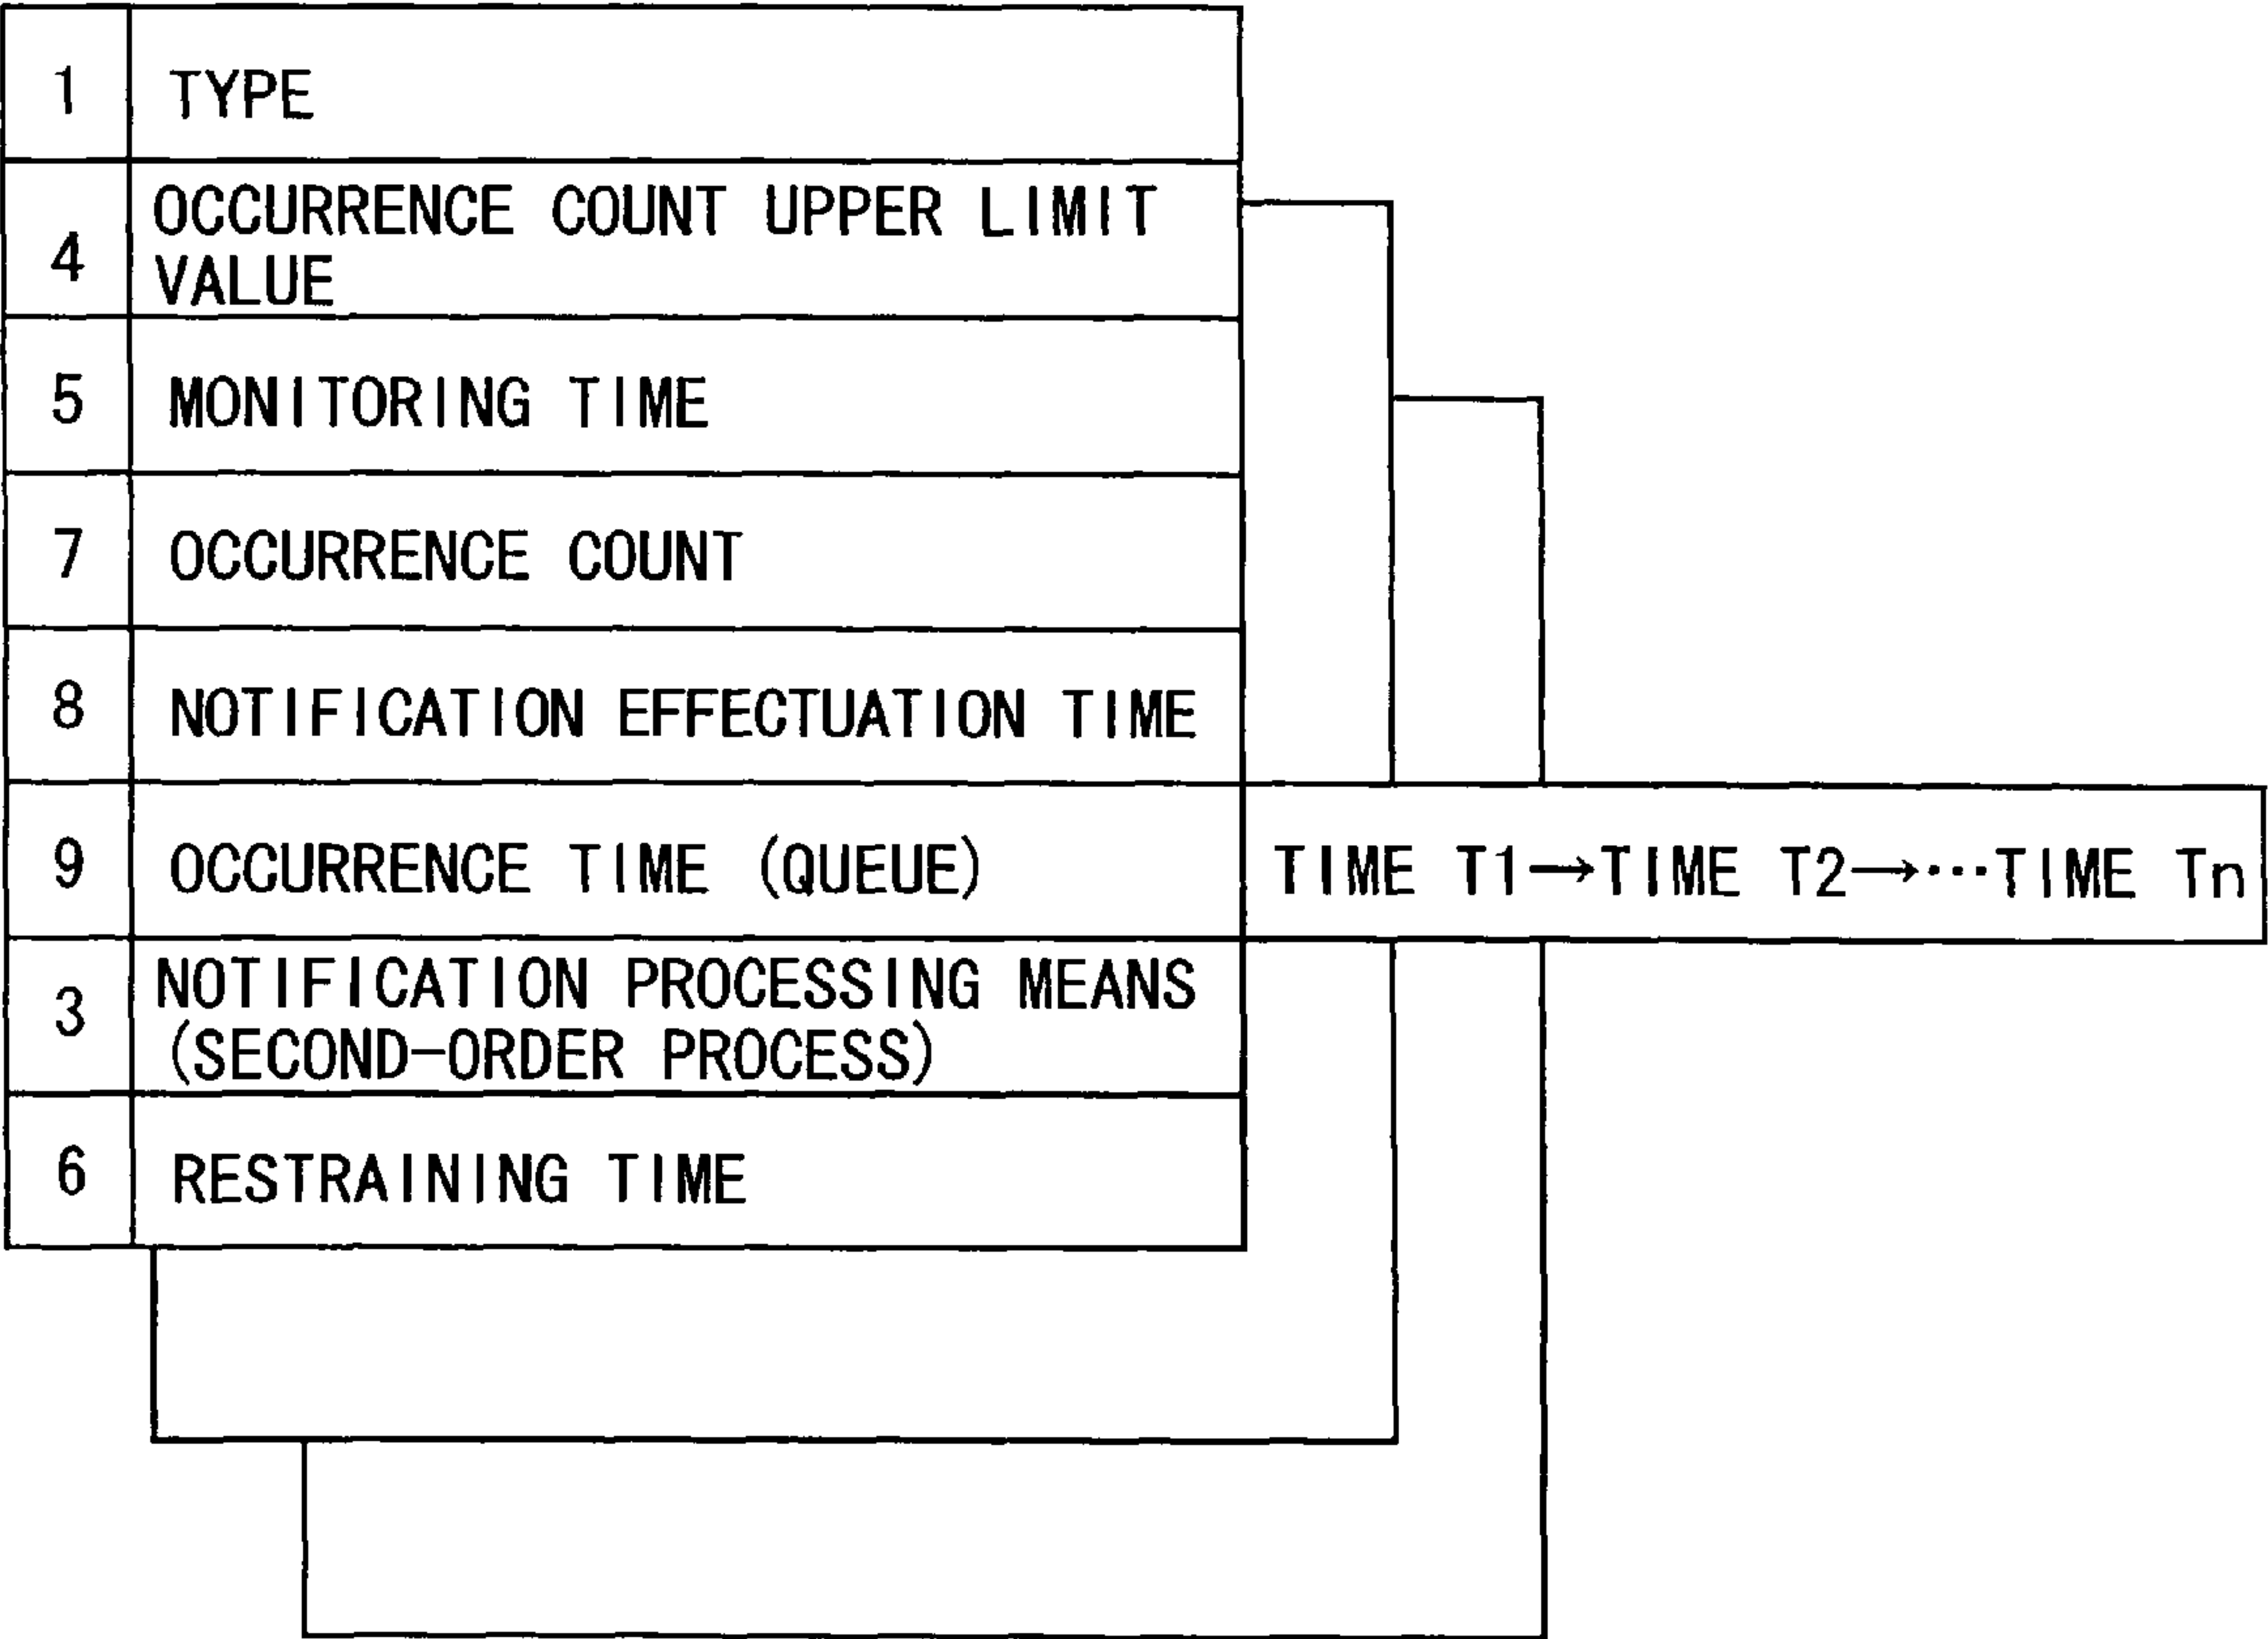 1 TYPE
4 OCCURRENCE COUNT UPPER LIMIT
VALUE
5 MONITORING TIME
7 OCCURRENCE COUNT
8 NOTIFICATION EFFECTUATION TIME
9 OCCURRENCE TIME (QUEUE) TIME T1→TIME T2→···TIME Tn
3 NOTIFICATION PROCESSING MEANS
(SECOND-ORDER PROCESS)
6 RESTRAINING TIME